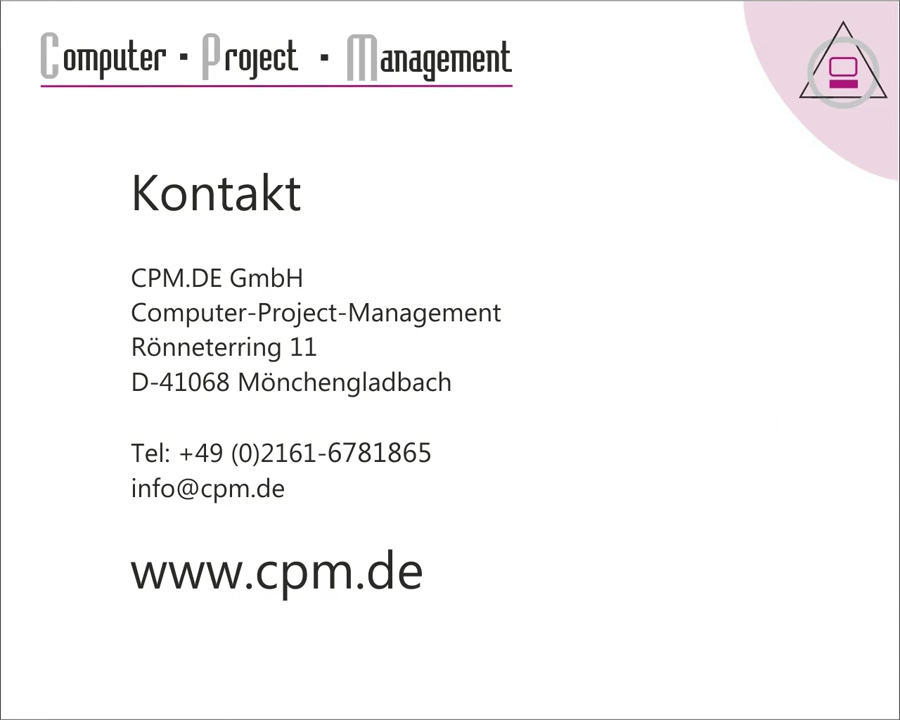 Computer ▪ Project ▪ Management
Kontakt
CPM.DE GmbH
Computer-Project-Management
Rönneterring 11
D-41068 Mönchengladbach
Tel: +49 (0)2161-6781865
info@cpm.de
www.cpm.de